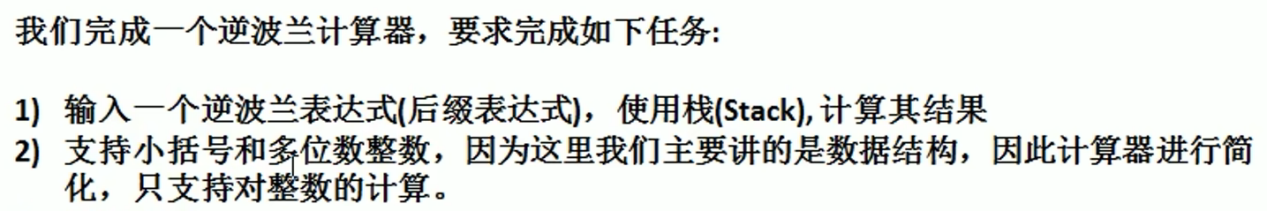 我们完成一个逆波兰计算器，要求完成如下任务:
1) 输入一个逆波兰表达式(后缀表达式)，使用栈(Stack), 计算其结果
2) 支持小括号和多位数整数，因为这里我们主要讲的是数据结构，因此计算器进行简
化，只支持对整数的计算。